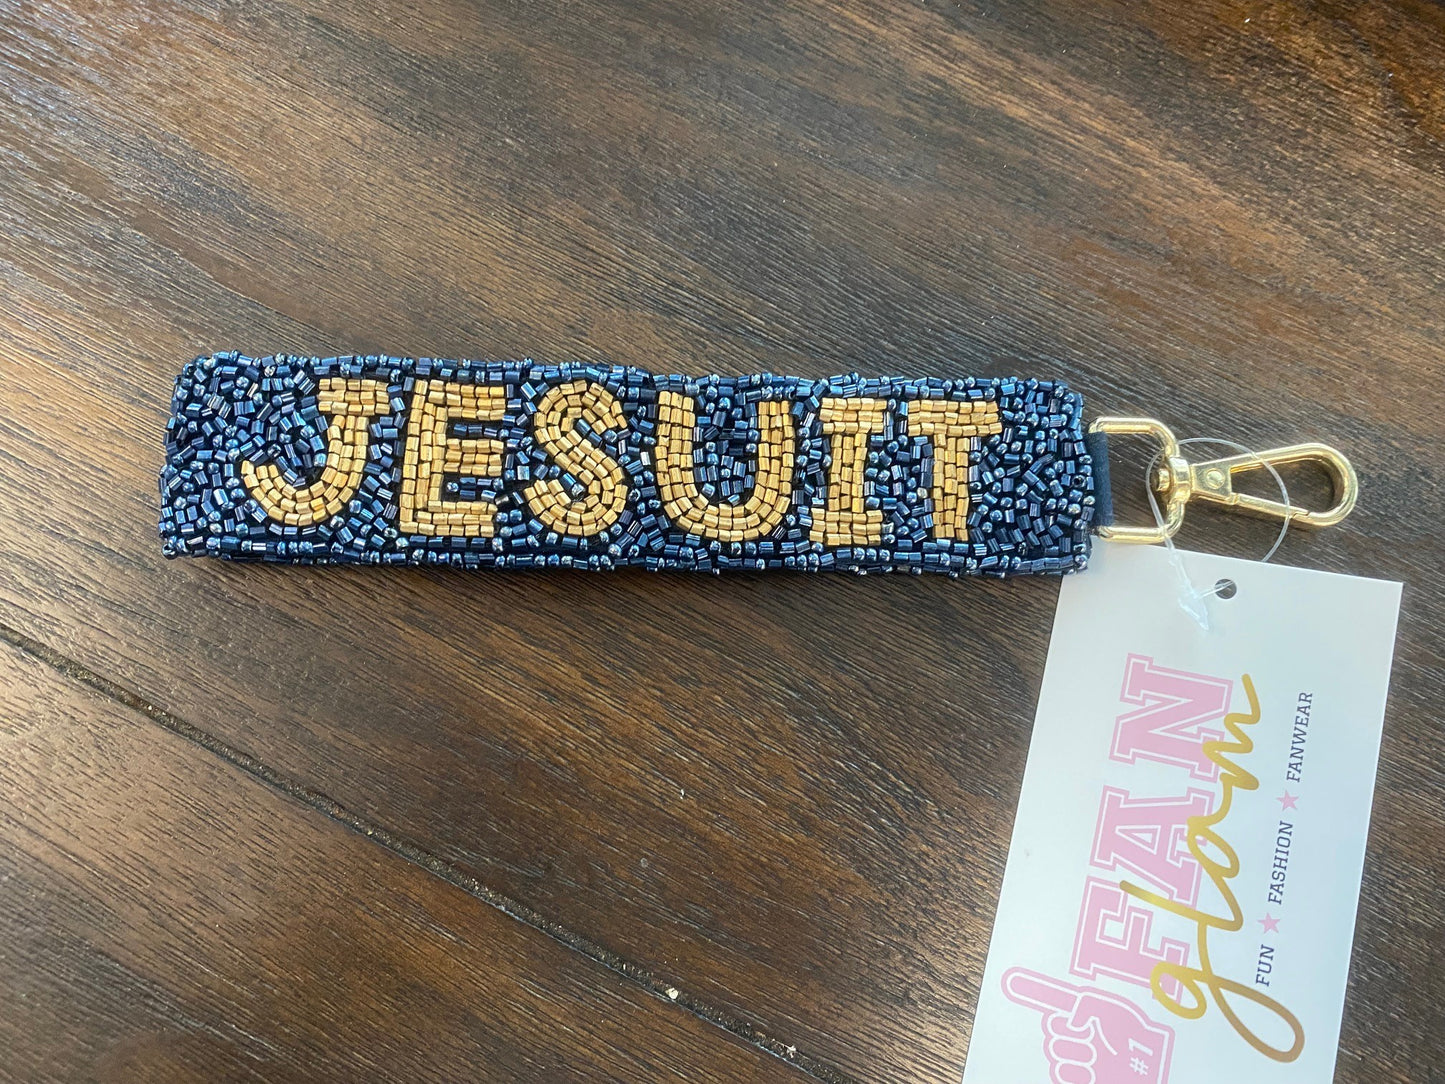 JESUIT
FAN
glam
FUN ★ FASHION ★ FANWEAR
#1